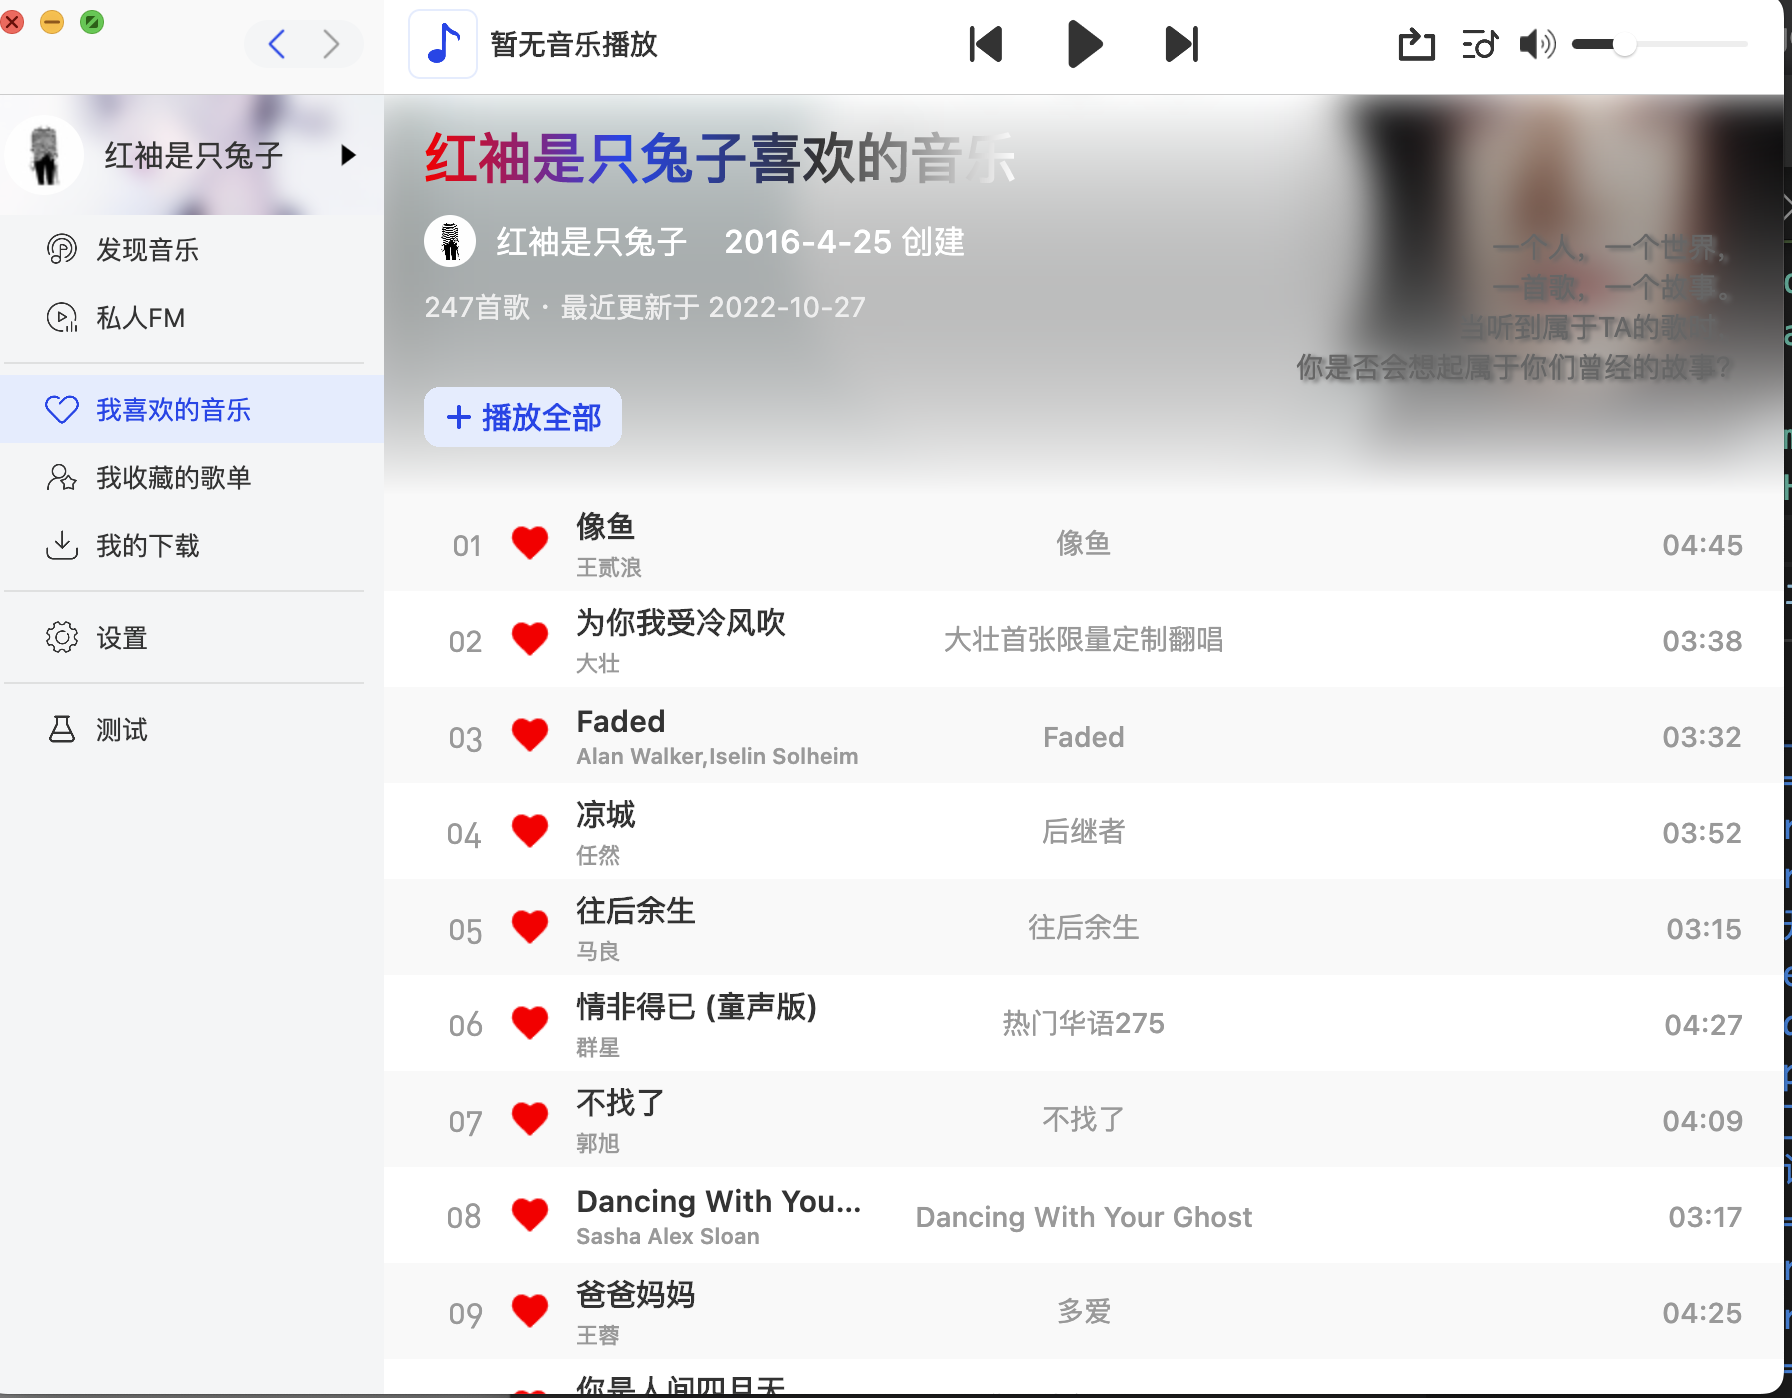 暂无音乐播放
红袖是只兔子
发现音乐
私人FM
我喜欢的音乐
我收藏的歌单
我的下载
设置
测试
红袖是只兔子喜欢的音乐
红袖是只兔子 2016-4-25 创建
247首歌 · 最近更新于 2022-10-27
一个人，一个世界，
一首歌，一个故事。
当听到属于TA的歌
你是否会想起属于你们曾经的故事？
+ 播放全部
01 像鱼 像鱼 04:45
王贰浪
02 为你我受冷风吹 大壮首张限量定制翻唱 03:38
大壮
03 Faded Faded 03:32
Alan Walker,Iselin Solheim
04 凉城 后继者 03:52
任然
05 往后余生 往后余生 03:15
马良
06 情非得已 (童声版) 热门华语275 04:27
群星
07 不找了 不找了 04:09
郭旭
08 Dancing With You... Dancing With Your Ghost 03:17
Sasha Alex Sloan
09 爸爸妈妈 多爱 04:25
王蓉
你是人间四月天